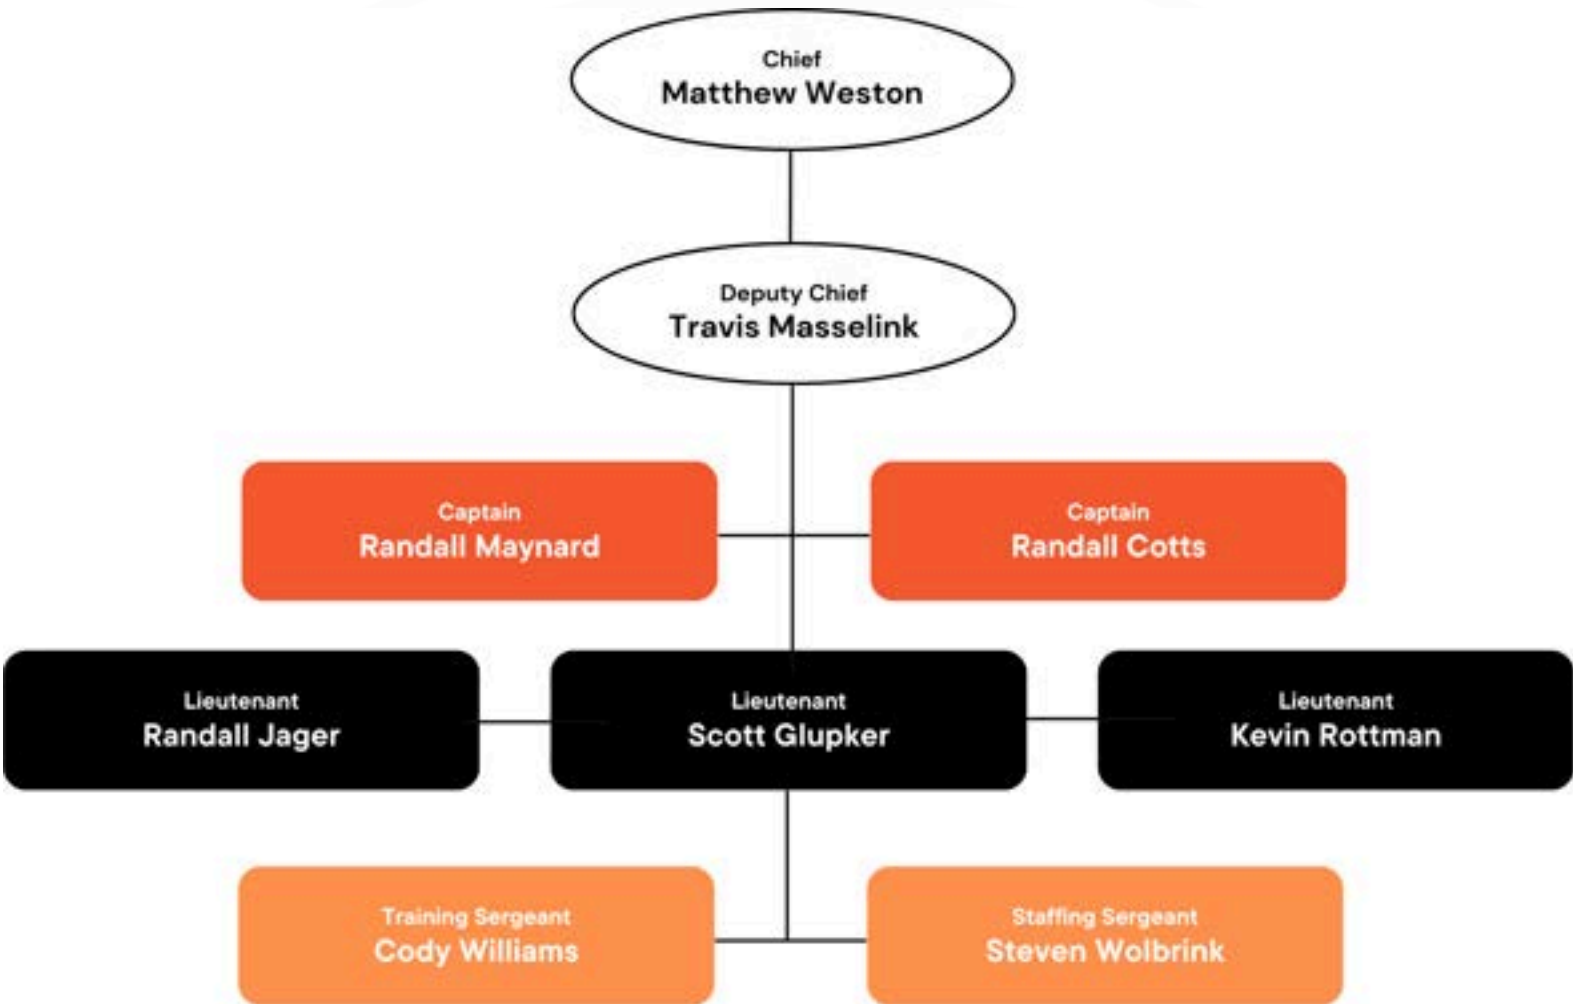 Chief
Matthew Weston
Deputy Chief
Travis Masselink
Captain
Randall Maynard
Captain
Randall Cotts
Lieutenant
Randall Jager
Lieutenant
Scott Glupker
Lieutenant
Kevin Rottman
Training Sergeant
Cody Williams
Staffing Sergeant
Steven Wolbrink